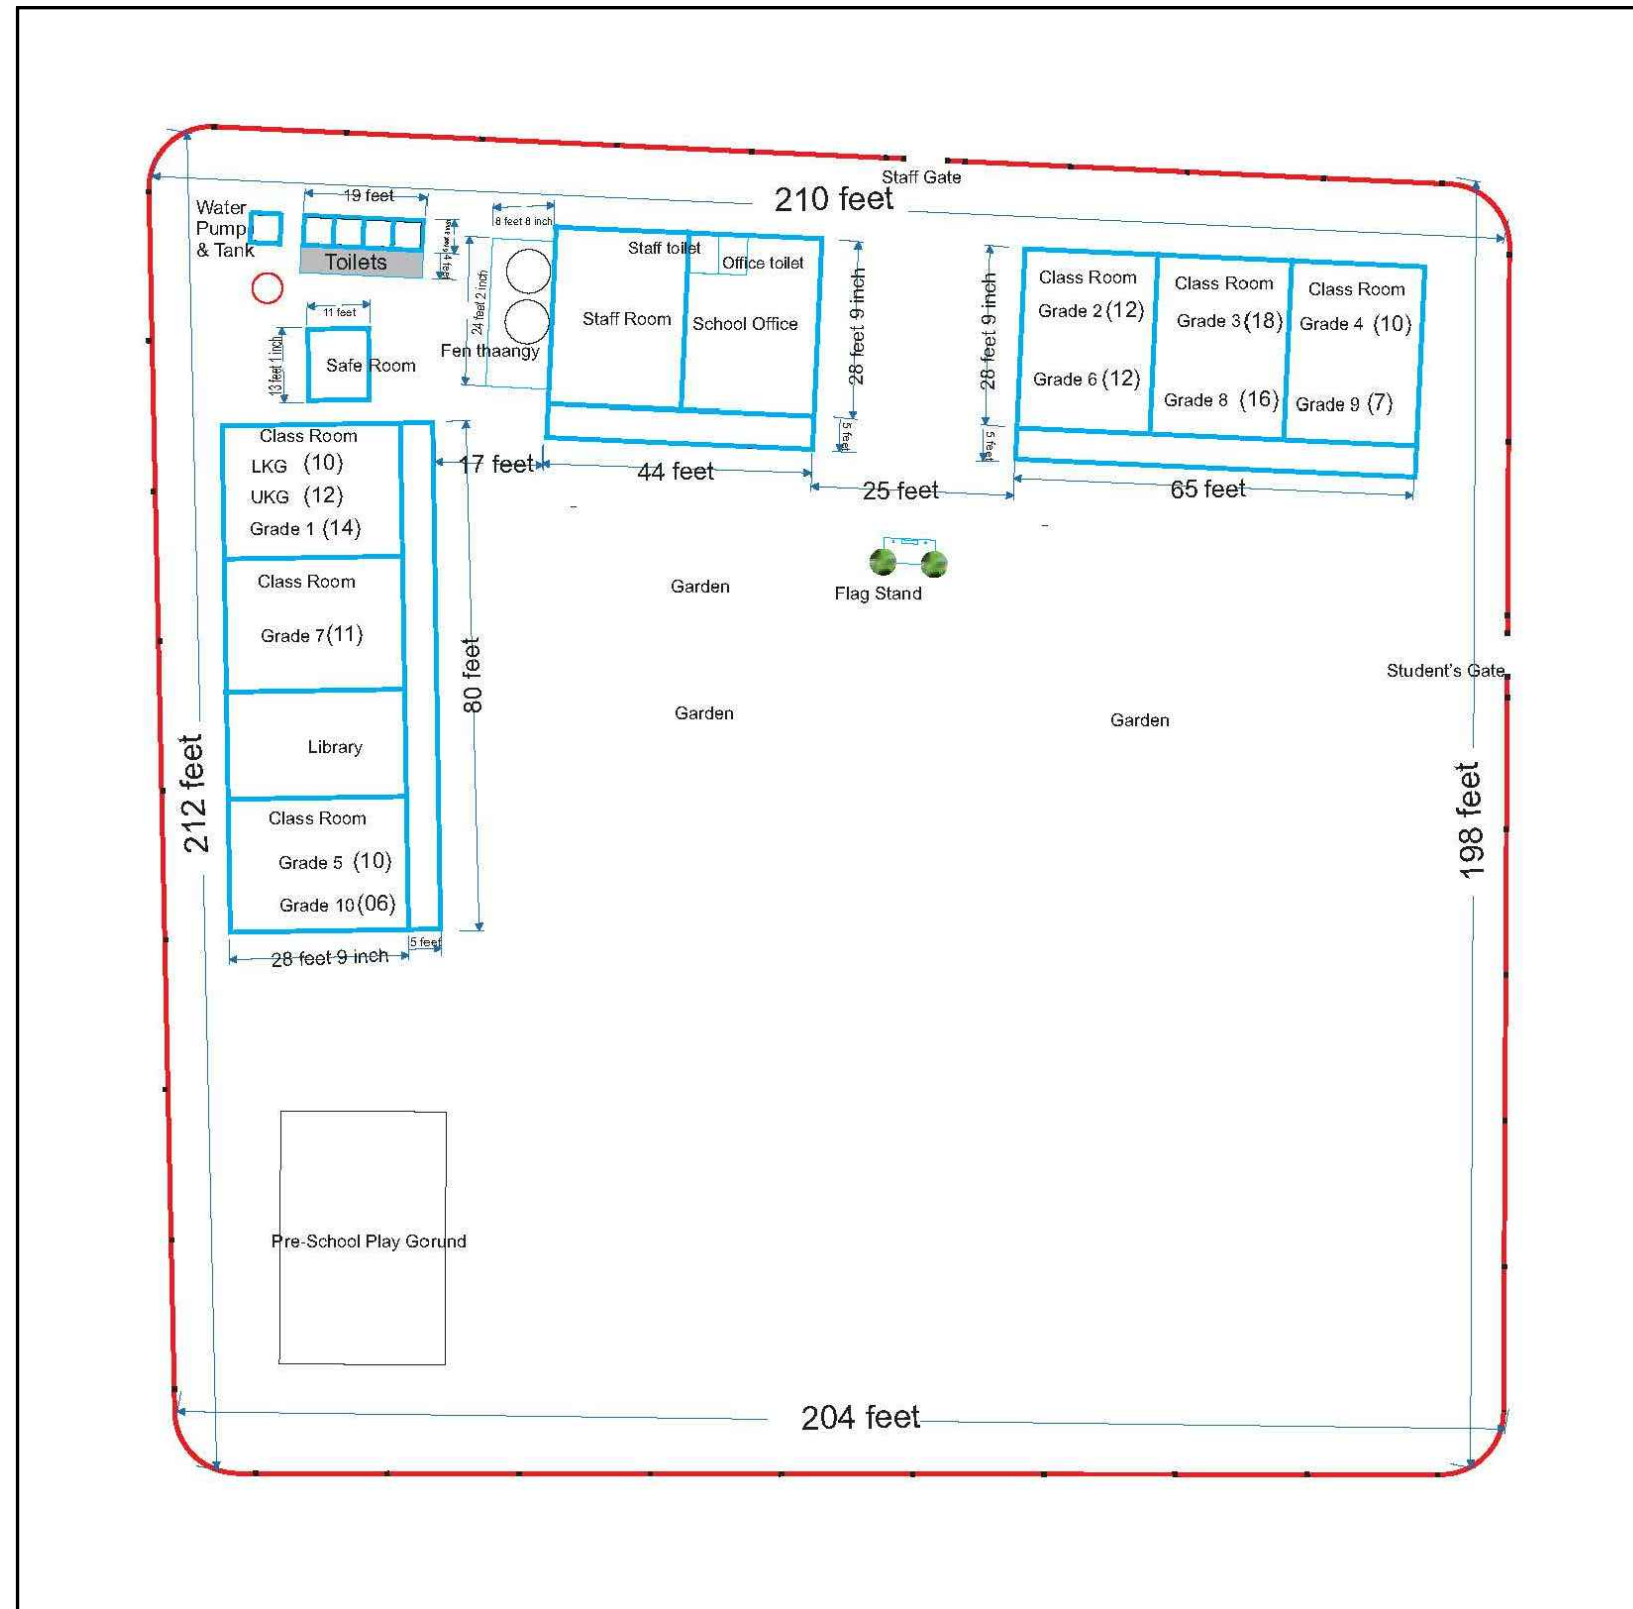 Staff Gate
210 feet
19 feet
Water
Pump
& Tank
Toilets
4 feet
8 feet 8 inch
24 feet 2 inch
Fen thaangy
11 feet
13 feet 1 inch
Safe Room
Staff toilet
Office toilet
Staff Room
School Office
28 feet 9 inch
5 feet
28 feet 9 inch
5 feet
Class Room
Grade 2 (12)
Grade 6 (12)
Class Room
Grade 3 (18)
Grade 8 (16)
Class Room
Grade 4 (10)
Grade 9 (7)
17 feet
44 feet
25 feet
65 feet
Class Room
LKG (10)
UKG (12)
Grade 1 (14)
Class Room
Grade 7 (11)
Library
Class Room
Grade 5 (10)
Grade 10 (06)
80 feet
28 feet 9 inch
5 feet
Garden
Flag Stand
Garden
Garden
Student's Gate
212 feet
198 feet
Pre-School Play Gorund
204 feet